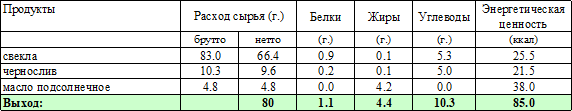 Продукты Расход сырья (г.) Белки Жиры Углеводы Энергетическая ценность
брутто нетто (г.) (г.) (г.) (ккал)
свекла 83.0 66.4 0.9 0.1 5.3 25.5
чернослив 10.3 9.6 0.2 0.1 5.0 21.5
масло подсолнечное 4.8 4.8 0.0 4.2 0.0 38.0
Выход: 80 1.1 4.4 10.3 85.0